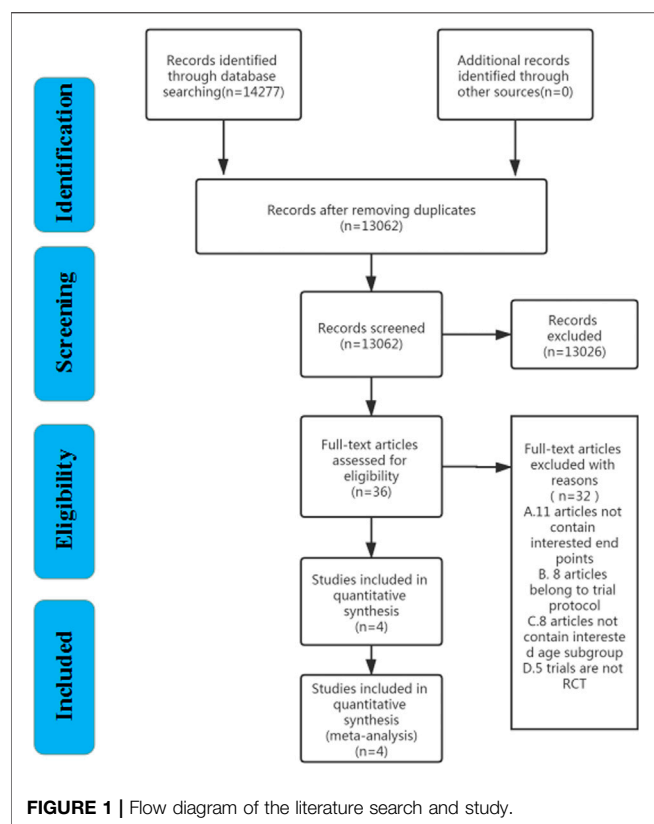 Identification
Records identified
through database
searching(n=14277)
Additional records
identified through
other sources(n=0)
Records after removing duplicates
(n=13062)
Screening
Records screened
(n=13062)
Records
excluded
(n=13026)
Eligibility
Full-text articles
assessed for
eligibility
(n=36)
Full-text articles
excluded with
reasons
( n=32 )
A.11 articles not
contain
interested end
points
B. 8 articles
belong to trial
protocol
C.8 articles not
contain intereste
d age subgroup
D.5 trials are not
RCT
Studies included in
quantitative
synthesis
(n=4)
Included
Studies included in
quantitative
synthesis
(meta-analysis)
(n=4)
FIGURE 1 | Flow diagram of the literature search and study.